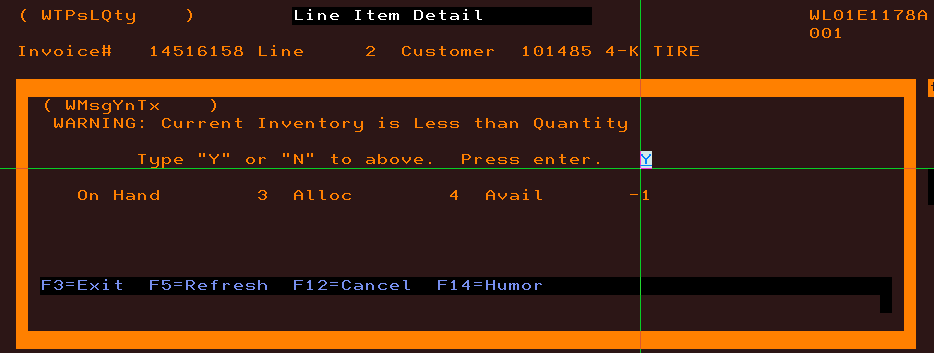 ( WTPsLQty    )    Line Item Detail    WL01E1178A
001
Invoice#   14516158 Line     2  Customer  101485 4-K TIRE
( WMsgYnTx    )
WARNING: Current Inventory is Less than Quantity
Type "Y" or "N" to above.  Press enter.   Y
On Hand        3  Alloc        4  Avail       -1
F3=Exit  F5=Refresh  F12=Cancel  F14=Humor